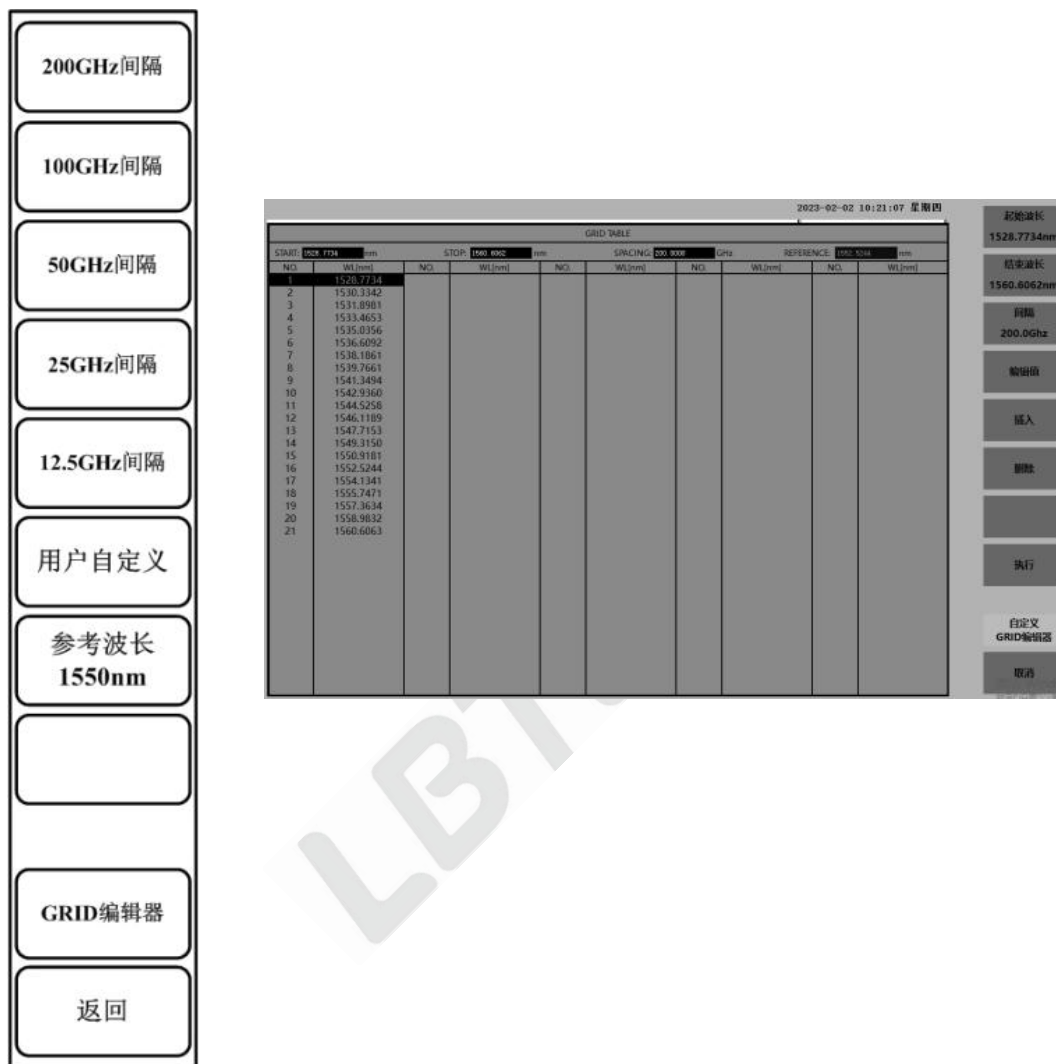 200GHz间隔
100GHz间隔
50GHz间隔
25GHz间隔
12.5GHz间隔
用户自定义
参考波长
1550nm
GRID编辑器
返回
2023-02-02 10:21:07 星期四
GRID TABLE
START: 1528.7734 nm STOP: 1560.6062 nm SPACING: 200.0000 GHz REFERENCE: 1552.5244 nm
NO. WL[nm] NO. WL[nm] NO. WL[nm] NO. WL[nm] NO. WL[nm]
1 1528.7734
2 1530.3342
3 1531.8981
4 1533.4653
5 1535.0356
6 1536.6092
7 1538.1861
8 1539.7661
9 1541.3494
10 1542.9360
11 1544.5258
12 1546.1189
13 1547.7153
14 1549.3150
15 1550.9181
16 1552.5244
17 1554.1341
18 1555.7471
19 1557.3634
20 1558.9832
21 1560.6063
起始波长
1528.7734nm
结束波长
1560.6062nm
间隔
200.0Ghz
编辑值
插入
删除
执行
自定义
GRID编辑器
取消